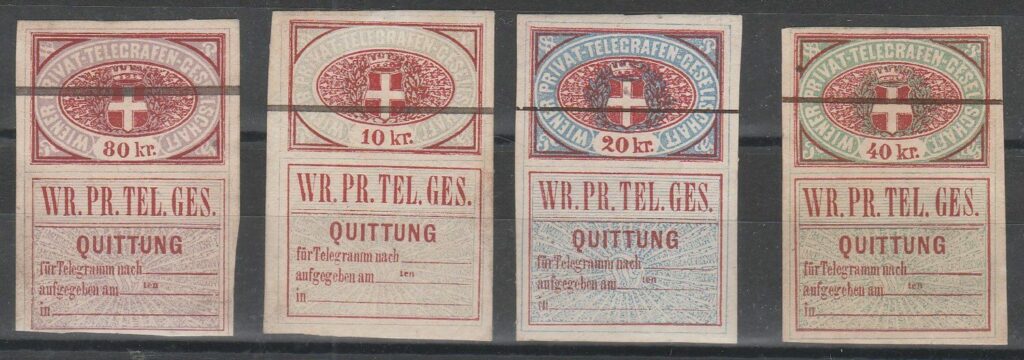 WIENER PRIVAT-TELEGRAFEN-GESELLSCHAFT
80 kr.
WR. PR. TEL. GES.
QUITTUNG
für Telegramm nach
aufgegeben am ten
in
WIENER PRIVAT-TELEGRAFEN-GESELLSCHAFT
10 kr.
WR. PR. TEL. GES.
QUITTUNG
für Telegramm nach
aufgegeben am ten
in
WIENER PRIVAT-TELEGRAFEN-GESELLSCHAFT
20 kr.
WR. PR. TEL. GES.
QUITTUNG
für Telegramm nach
aufgegeben am ten
in
WIENER PRIVAT-TELEGRAFEN-GESELLSCHAFT
40 kr.
WR. PR. TEL. GES.
QUITTUNG
für Telegramm nach
aufgegeben am ten
in